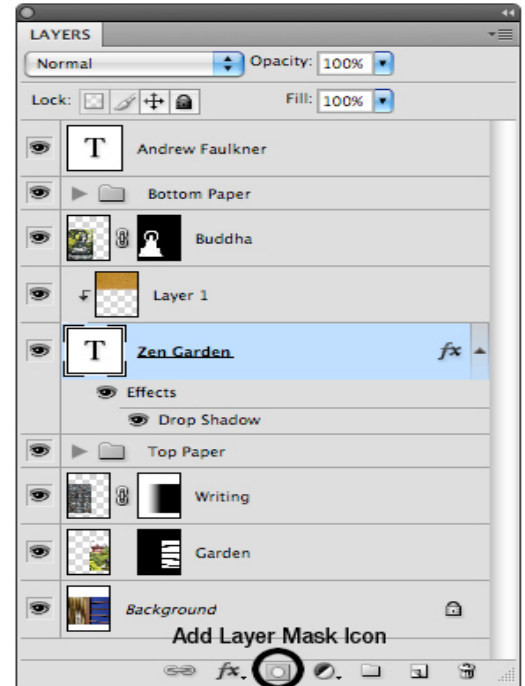 LAYERS
Normal Opacity: 100%
Lock: Fill: 100%
T Andrew Faulkner
Bottom Paper
Buddha
Layer 1
T Zen Garden fx
Effects
Drop Shadow
Top Paper
Writing
Garden
Background
Add Layer Mask Icon
fx.